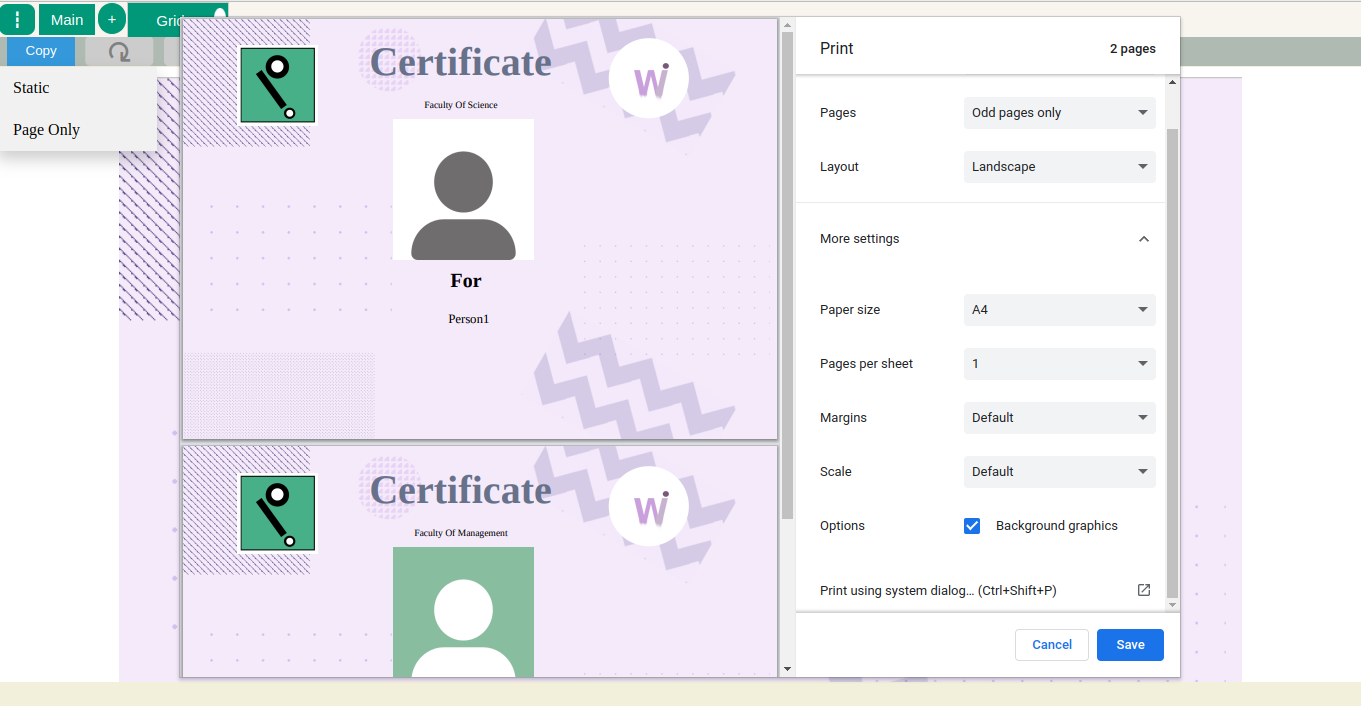 Main
+
Grid
Copy
Static
Page Only
Certificate
Faculty Of Science
For
Person1
Certificate
Faculty Of Management
Print
2 pages
Pages
Odd pages only
Layout
Landscape
More settings
Paper size
A4
Pages per sheet
1
Margins
Default
Scale
Default
Options
Background graphics
Print using system dialog... (Ctrl+Shift+P)
Cancel
Save